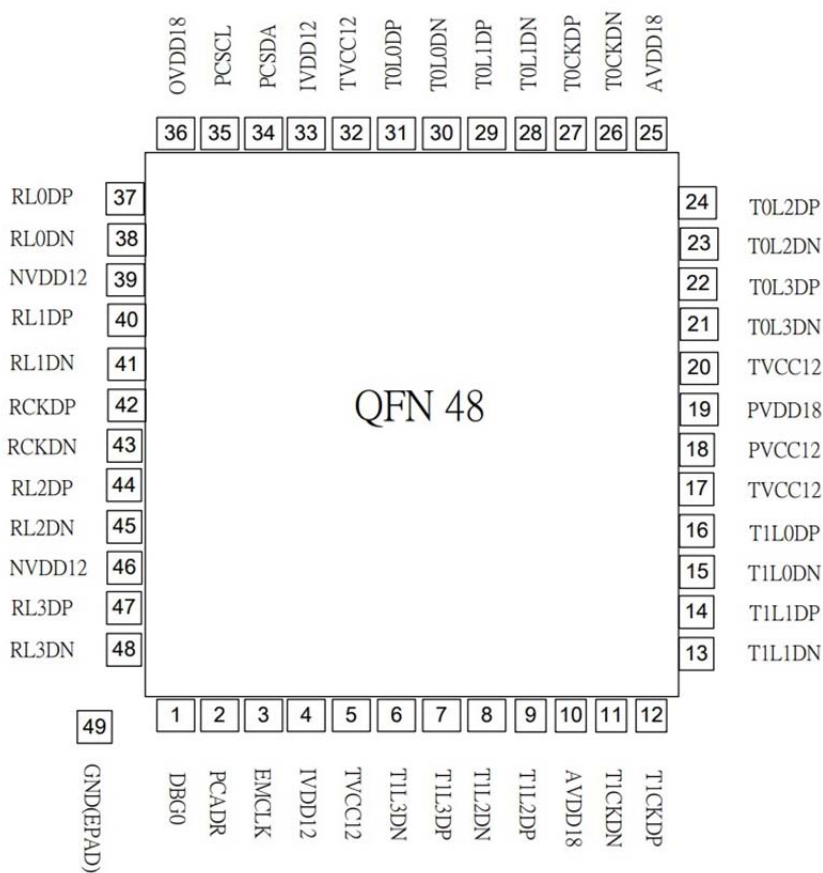 OVDD18 PCSCL PCSDA IVDD12 TVCC12 T0L0DP T0L0DN T0L1DP T0L1DN T0CKDP T0CKDN AVDD18
36 35 34 33 32 31 30 29 28 27 26 25
RL0DP 37
RL0DN 38
NVDD12 39
RL1DP 40
RL1DN 41
RCKDP 42
RCKDN 43
RL2DP 44
RL2DN 45
NVDD12 46
RL3DP 47
RL3DN 48
QFN 48
24 T0L2DP
23 T0L2DN
22 T0L3DP
21 T0L3DN
20 TVCC12
19 PVDD18
18 PVCC12
17 TVCC12
16 T1L0DP
15 T1L0DN
14 T1L1DP
13 T1L1DN
49 1 2 3 4 5 6 7 8 9 10 11 12
GND(EPAD) DBG0 PCADR EMCLK IVDD12 TVCC12 T1L3DN T1L3DP T1L2DN T1L2DP AVDD18 T1CKDN T1CKDP